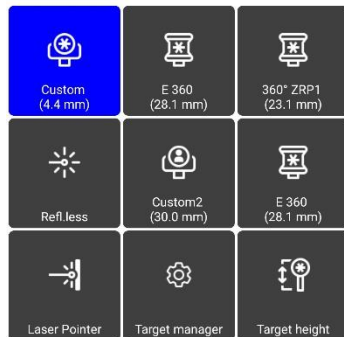 Custom
(4.4 mm)
E 360
(28.1 mm)
360° ZRP1
(23.1 mm)
Refl.less
Custom2
(30.0 mm)
E 360
(28.1 mm)
Laser Pointer
Target manager
Target height